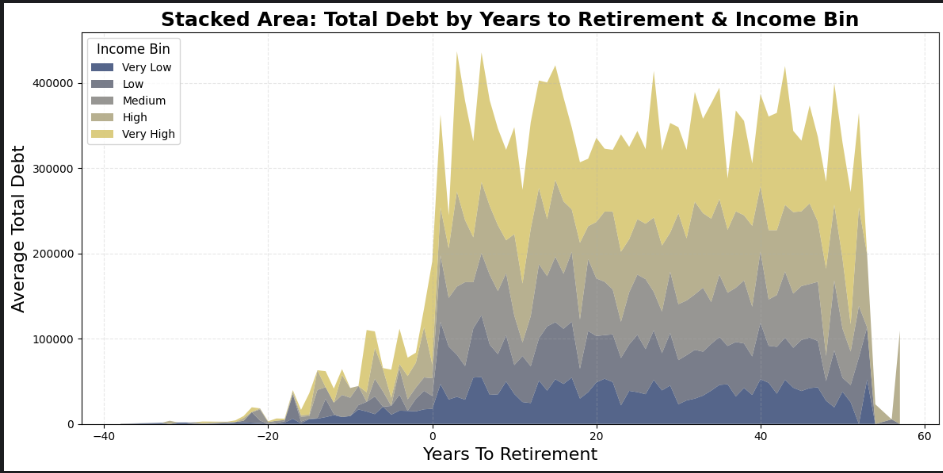 Stacked Area: Total Debt by Years to Retirement & Income Bin
Income Bin
Very Low
Low
Medium
High
Very High
Average Total Debt
400000
300000
200000
100000
0
−40
−20
0
20
40
60
Years To Retirement